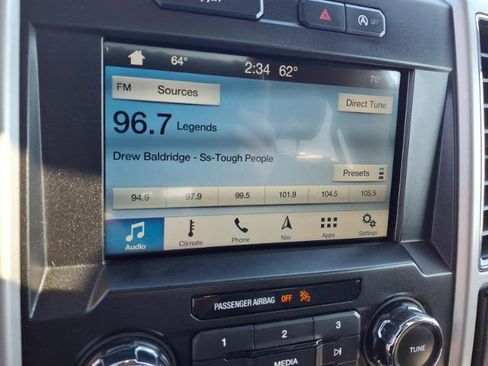 64° 2:34 62° 70°
FM Sources
Direct Tune
96.7 Legends
Drew Baldridge - Ss-Tough People
Presets
94.9 97.9 99.5 101.9 104.5 105.5
Audio Climate Phone Nav Apps Settings
PASSENGER AIRBAG OFF
1 2 3
MEDIA
TUNE